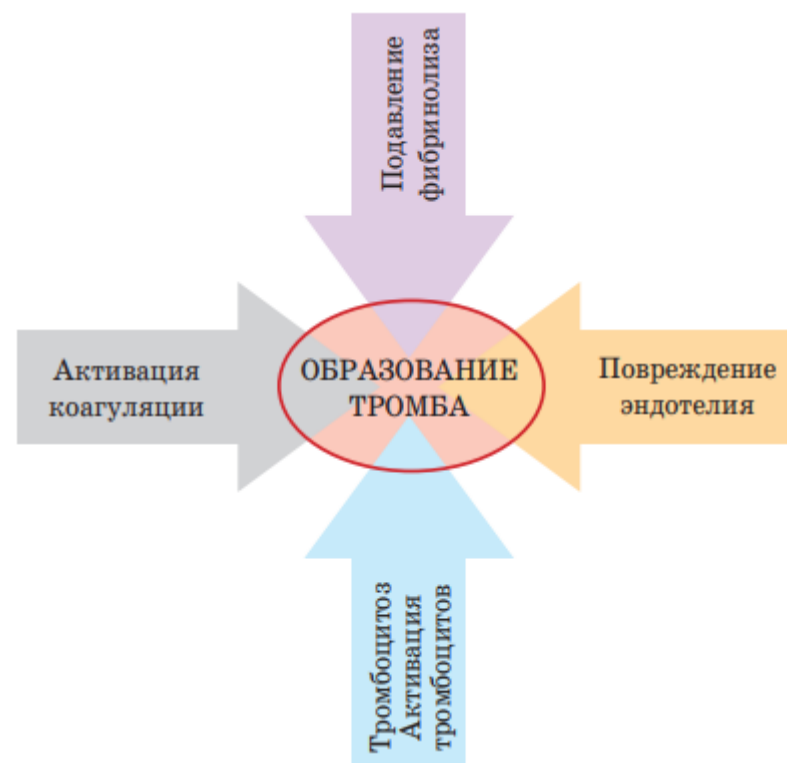 Подавление
фибринолиза
Активация
коагуляции
ОБРАЗОВАНИЕ
ТРОМБА
Повреждение
эндотелия
Тромбоцитоз
Активация
тромбоцитов